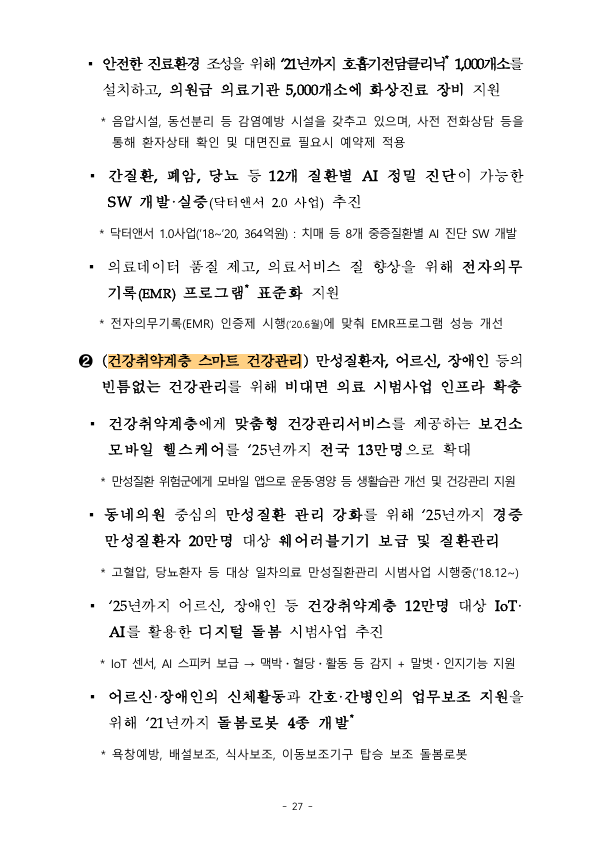 ▪ 안전한 진료환경 조성을 위해 ‘21년까지 호흡기전담클리닉* 1,000개소를
설치하고, 의원급 의료기관 5,000개소에 화상진료 장비 지원
* 음압시설, 동선분리 등 감염예방 시설을 갖추고 있으며, 사전 전화상담 등을
통해 환자상태 확인 및 대면진료 필요시 예약제 적용
▪ 간질환, 폐암, 당뇨 등 12개 질환별 AI 정밀 진단이 가능한
SW 개발·실증(닥터앤서 2.0 사업) 추진
* 닥터앤서 1.0사업(‘18~‘20, 364억원) : 치매 등 8개 중증질환별 AI 진단 SW 개발
▪ 의료데이터 품질 제고, 의료서비스 질 향상을 위해 전자의무
기록(EMR) 프로그램* 표준화 지원
* 전자의무기록(EMR) 인증제 시행(‘20.6월)에 맞춰 EMR프로그램 성능 개선
❷ (건강취약계층 스마트 건강관리) 만성질환자, 어르신, 장애인 등의
빈틈없는 건강관리를 위해 비대면 의료 시범사업 인프라 확충
▪ 건강취약계층에게 맞춤형 건강관리서비스를 제공하는 보건소
모바일 헬스케어를 ‘25년까지 전국 13만명으로 확대
* 만성질환 위험군에게 모바일 앱으로 운동·영양 등 생활습관 개선 및 건강관리 지원
▪ 동네의원 중심의 만성질환 관리 강화를 위해 ‘25년까지 경증
만성질환자 20만명 대상 웨어러블기기 보급 및 질환관리
* 고혈압, 당뇨환자 등 대상 일차의료 만성질환관리 시범사업 시행중(‘18.12~)
▪ ‘25년까지 어르신, 장애인 등 건강취약계층 12만명 대상 IoT·
AI를 활용한 디지털 돌봄 시범사업 추진
* IoT 센서, AI 스피커 보급 → 맥박·혈당·활동 등 감지 + 말벗·인지기능 지원
▪ 어르신·장애인의 신체활동과 간호·간병인의 업무보조 지원을
위해 ‘21년까지 돌봄로봇 4종 개발*
* 욕창예방, 배설보조, 식사보조, 이동보조기구 탑승 보조 돌봄로봇
- 27 -